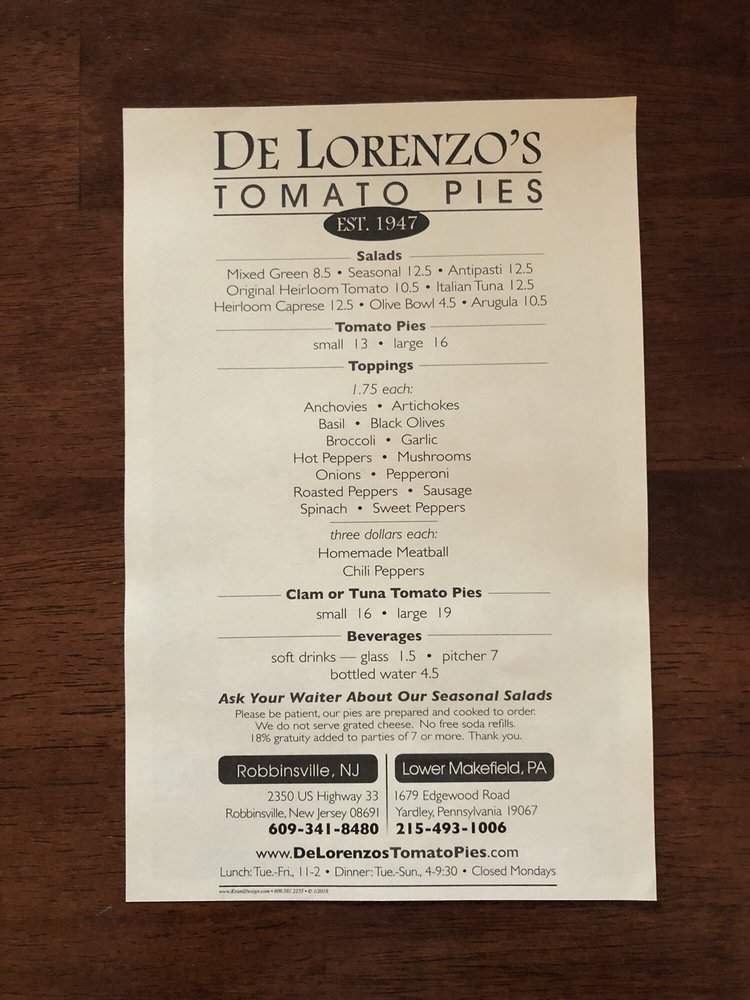 DE LORENZO'S
TOMATO PIES
EST. 1947
Salads
Mixed Green 8.5 • Seasonal 12.5 • Antipasti 12.5
Original Heirloom Tomato 10.5 • Italian Tuna 12.5
Heirloom Caprese 12.5 • Olive Bowl 4.5 • Arugula 10.5
Tomato Pies
small 13 • large 16
Toppings
1.75 each:
Anchovies • Artichokes
Basil • Black Olives
Broccoli • Garlic
Hot Peppers • Mushrooms
Onions • Pepperoni
Roasted Peppers • Sausage
Spinach • Sweet Peppers
three dollars each:
Homemade Meatball
Chili Peppers
Clam or Tuna Tomato Pies
small 16 • large 19
Beverages
soft drinks — glass 1.5 • pitcher 7
bottled water 4.5
Ask Your Waiter About Our Seasonal Salads
Please be patient, our pies are prepared and cooked to order.
We do not serve grated cheese. No free soda refills.
18% gratuity added to parties of 7 or more. Thank you.
Robbinsville, NJ
2350 US Highway 33
Robbinsville, New Jersey 08691
609-341-8480
Lower Makefield, PA
1679 Edgewood Road
Yardley, Pennsylvania 19067
215-493-1006
www.DeLorenzosTomatoPies.com
Lunch: Tue.-Fri., 11-2 • Dinner: Tue.-Sun., 4-9:30 • Closed Mondays
www.KramlDesign.com • 609.581.2255 • © 1/2018